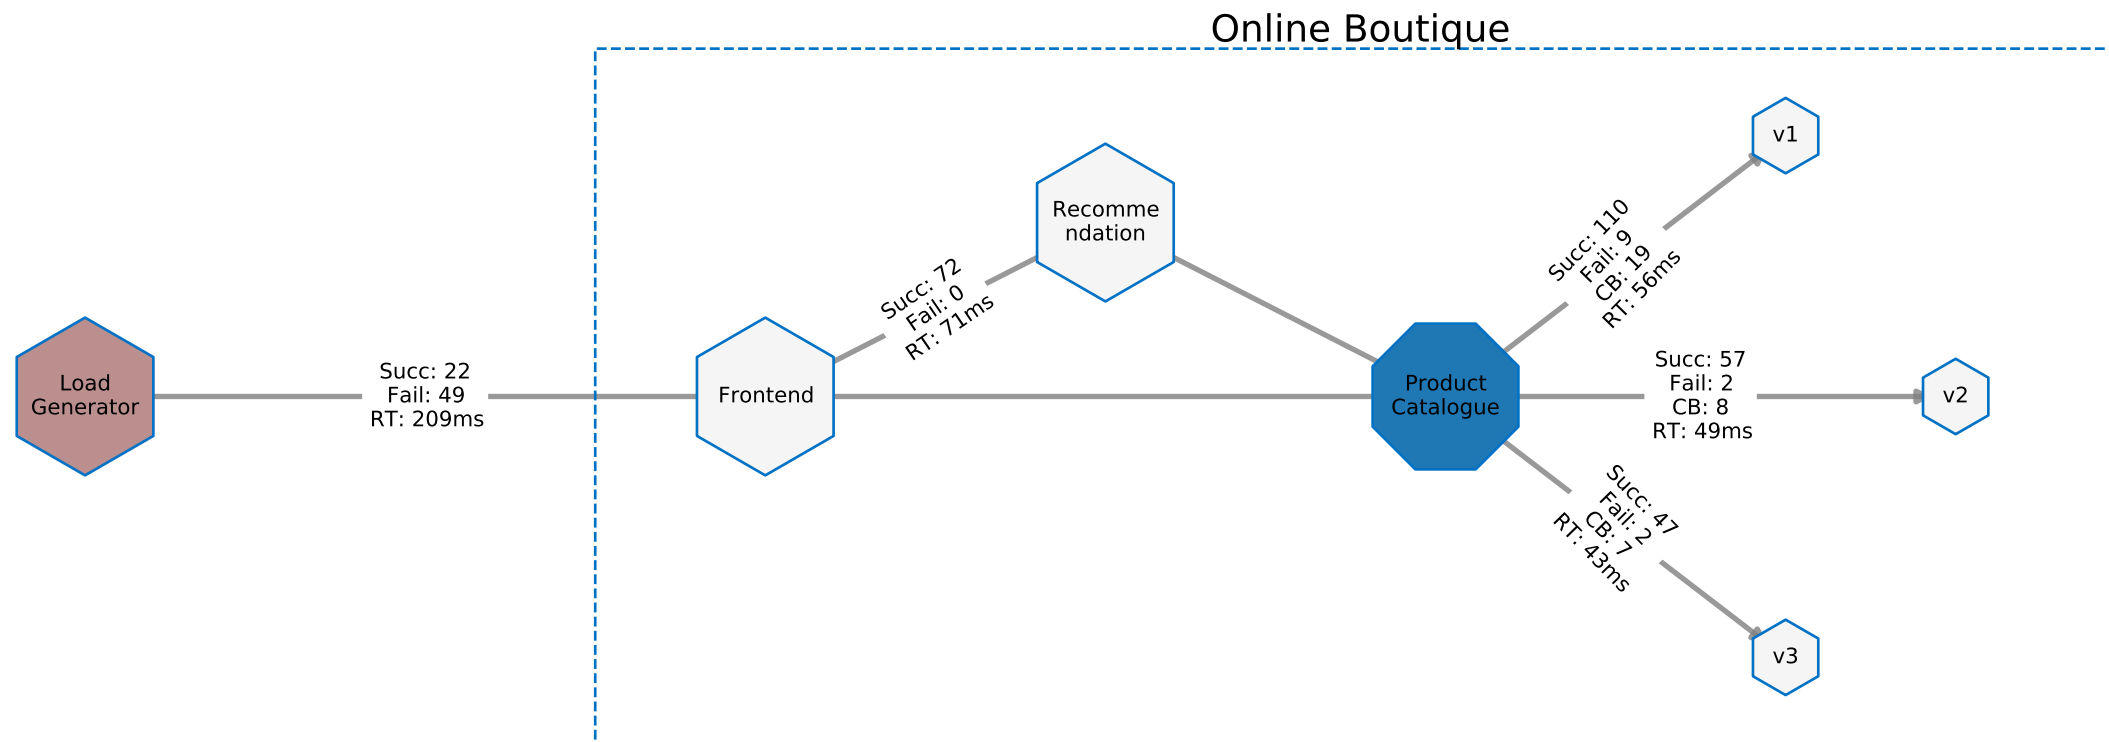 Online Boutique
Load
Generator
Succ: 22
Fail: 49
RT: 209ms
Frontend
Succ: 72
Fail: 0
RT: 71ms
Recomme
ndation
Product
Catalogue
Succ: 110
Fail: 9
CB: 19
RT: 56ms
v1
Succ: 57
Fail: 2
CB: 8
RT: 49ms
v2
Succ: 47
Fail: 2
CB: 7
RT: 43ms
v3